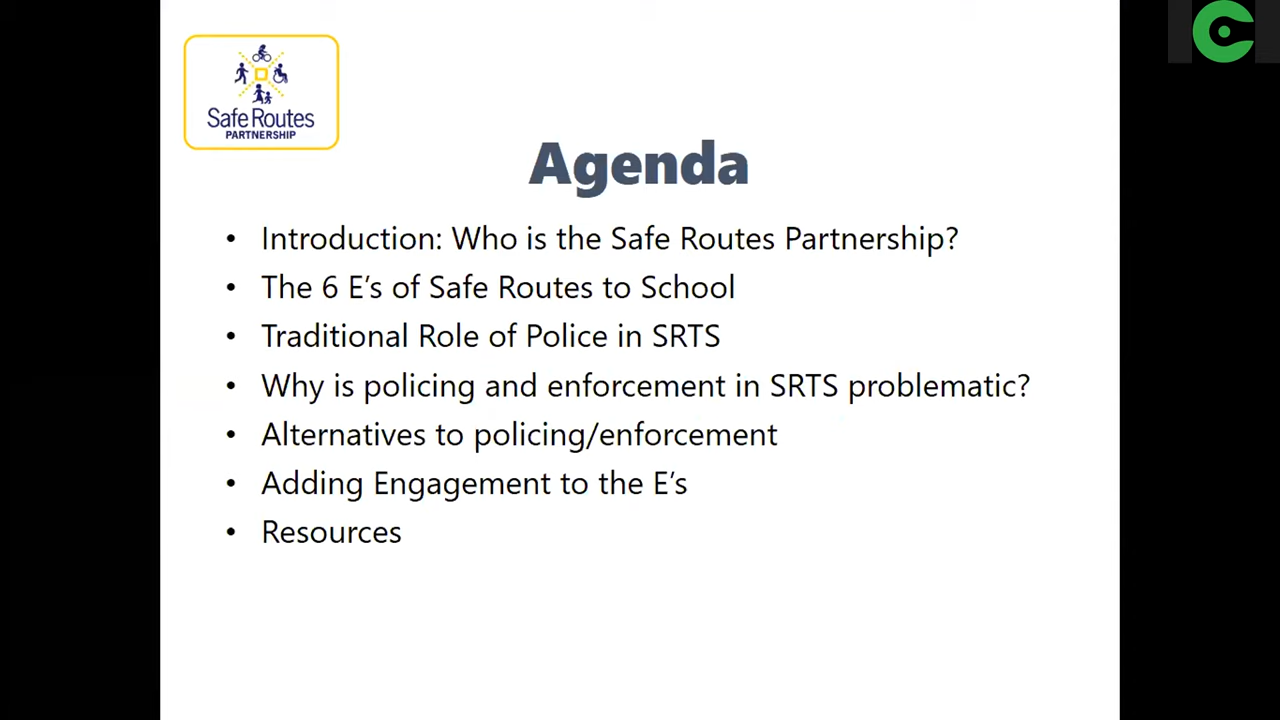 Safe Routes
PARTNERSHIP
Agenda
• Introduction: Who is the Safe Routes Partnership?
• The 6 E's of Safe Routes to School
• Traditional Role of Police in SRTS
• Why is policing and enforcement in SRTS problematic?
• Alternatives to policing/enforcement
• Adding Engagement to the E's
• Resources